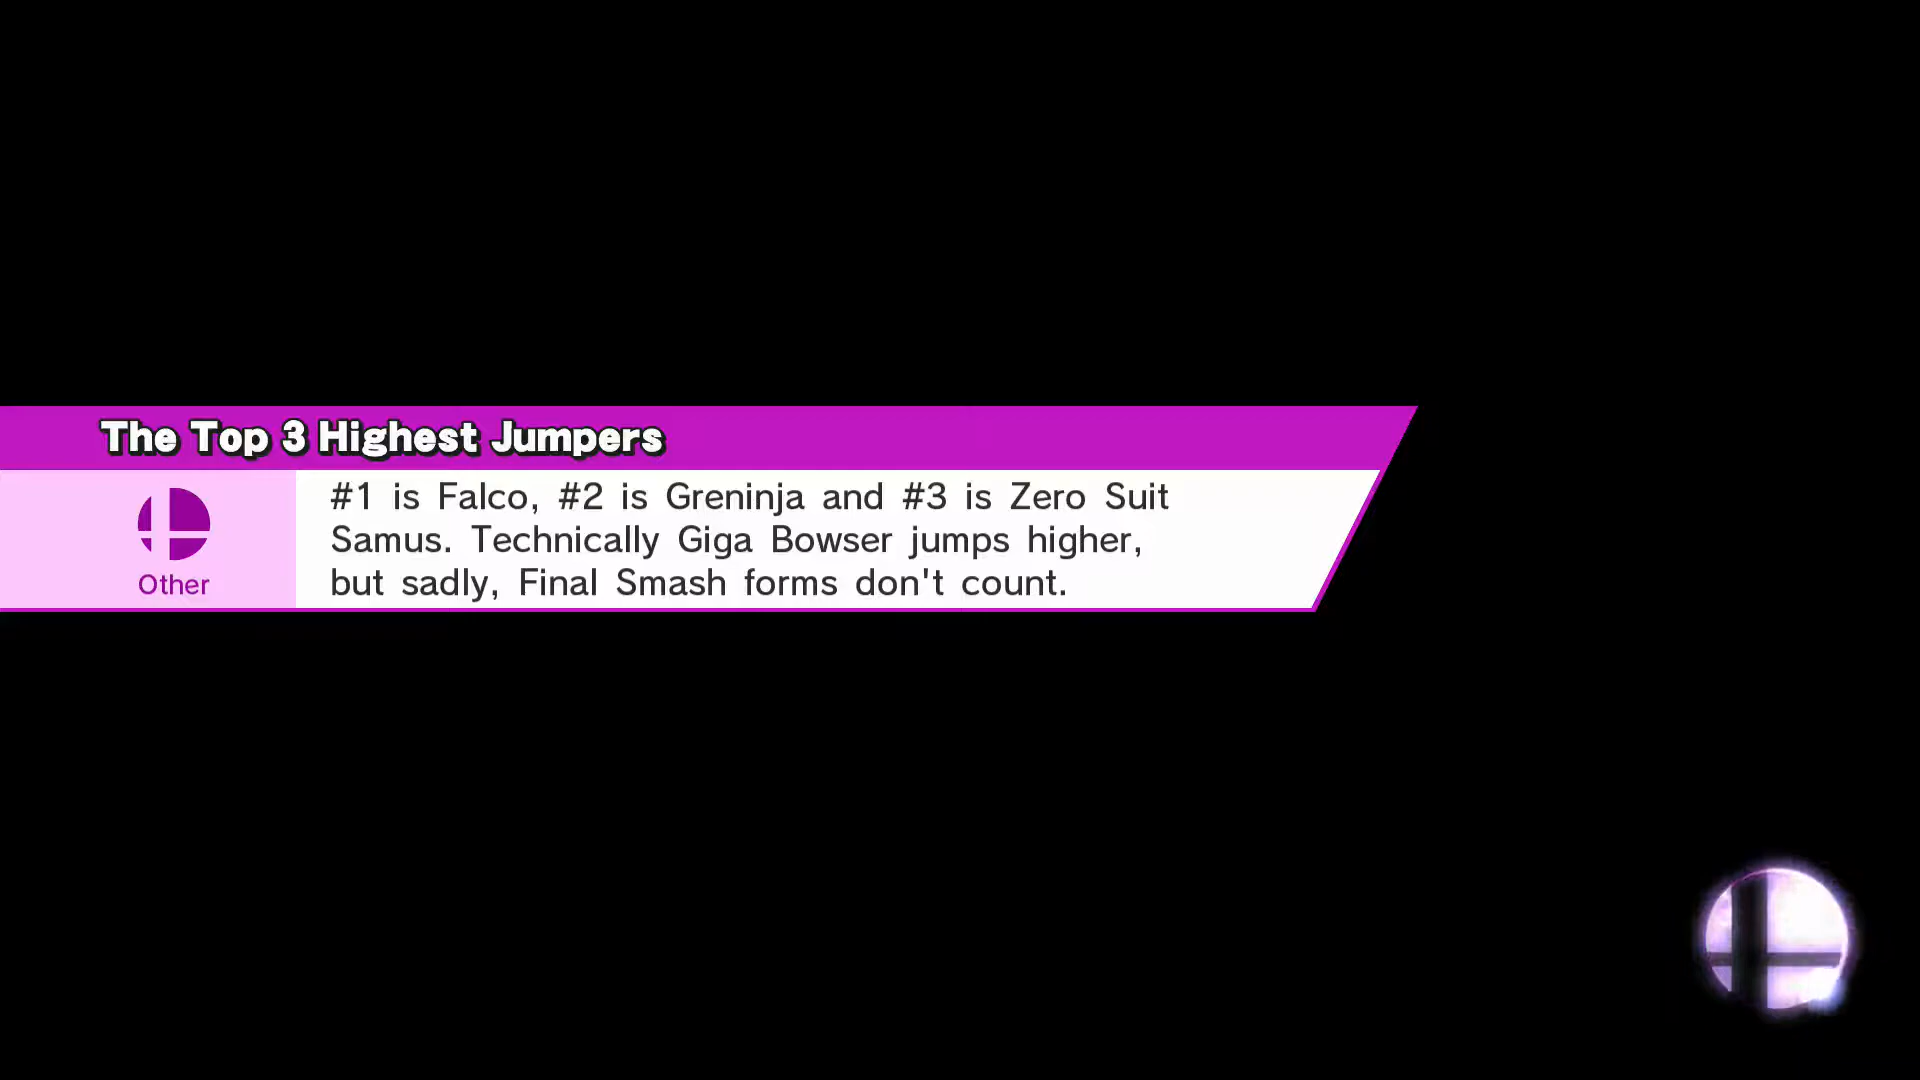 The Top 3 Highest Jumpers
#1 is Falco, #2 is Greninja and #3 is Zero Suit
Samus. Technically Giga Bowser jumps higher,
but sadly, Final Smash forms don't count.
Other